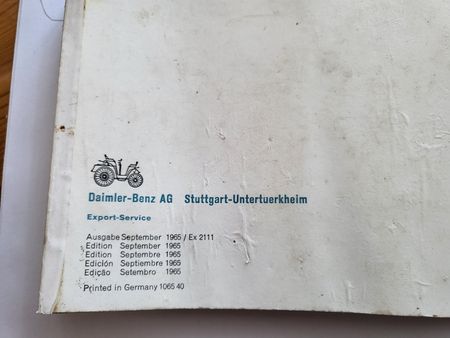 Daimler-Benz AG Stuttgart-Untertuerkheim
Export-Service
Ausgabe September 1965 / Ex 2111
Edition September 1965
Edition Septembre 1965
Edición Septiembre 1965
Edição Setembro 1965
Printed in Germany 1065 40